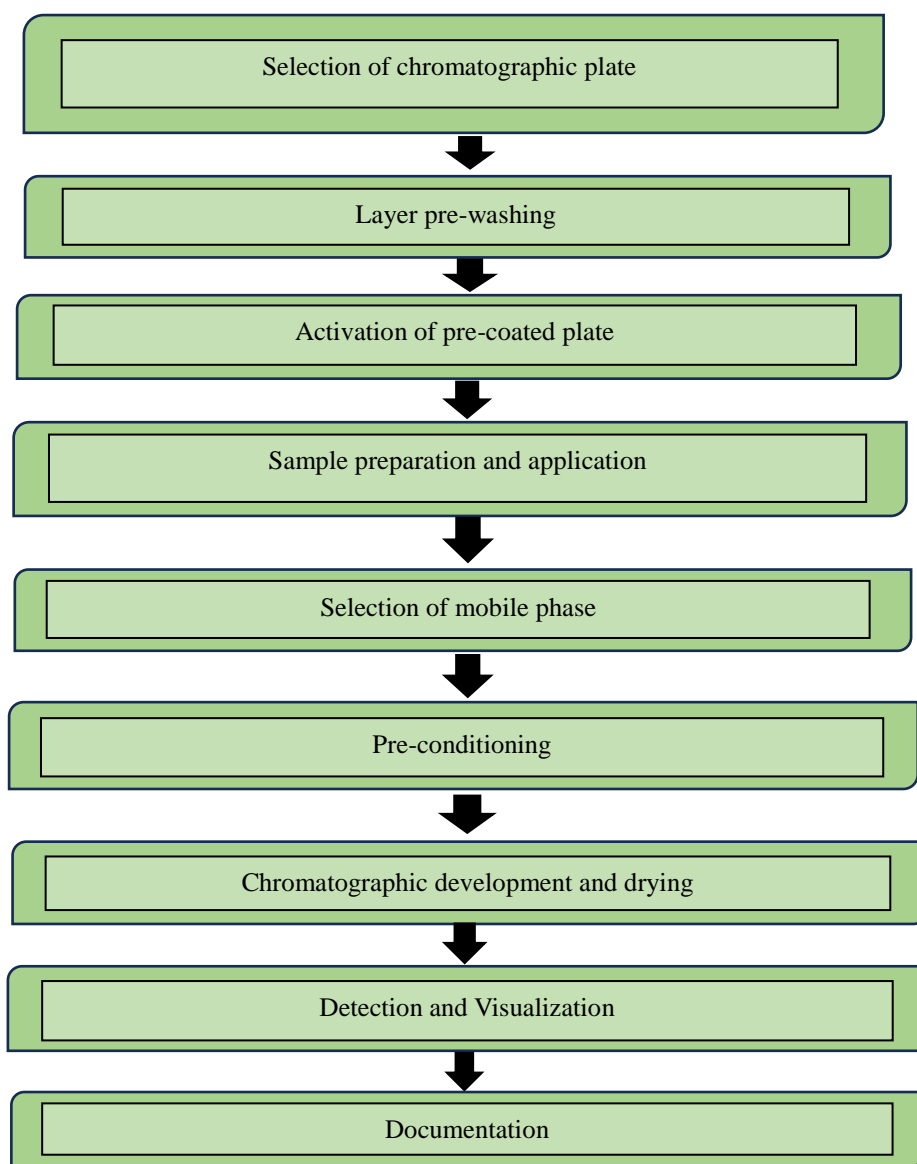 Selection of chromatographic plate
Layer pre-washing
Activation of pre-coated plate
Sample preparation and application
Selection of mobile phase
Pre-conditioning
Chromatographic development and drying
Detection and Visualization
Documentation